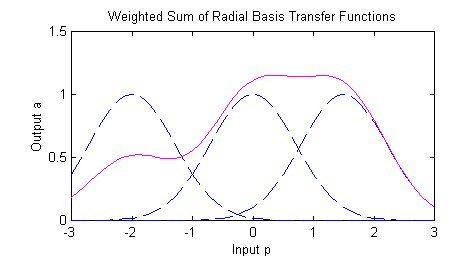 Weighted Sum of Radial Basis Transfer Functions
1.5
1
0.5
0
Output a
-3 -2 -1 0 1 2 3
Input p